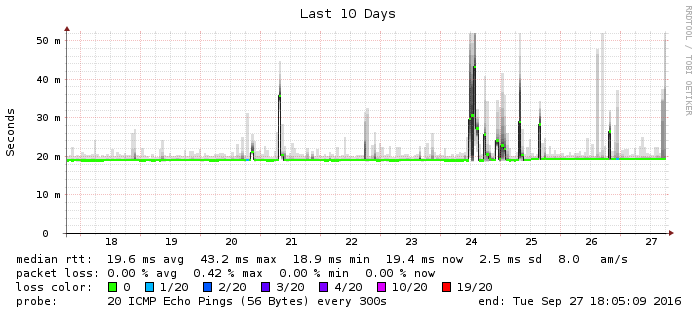 Last 10 Days
RRDTOOL / TOBI OETIKER
Seconds
50 m
40 m
30 m
20 m
10 m
0
18 19 20 21 22 23 24 25 26 27
median rtt: 19.6 ms avg 43.2 ms max 18.9 ms min 19.4 ms now 2.5 ms sd 8.0 am/s
packet loss: 0.00 % avg 0.42 % max 0.00 % min 0.00 % now
loss color: 0 1/20 2/20 3/20 4/20 10/20 19/20
probe: 20 ICMP Echo Pings (56 Bytes) every 300s end: Tue Sep 27 18:05:09 2016